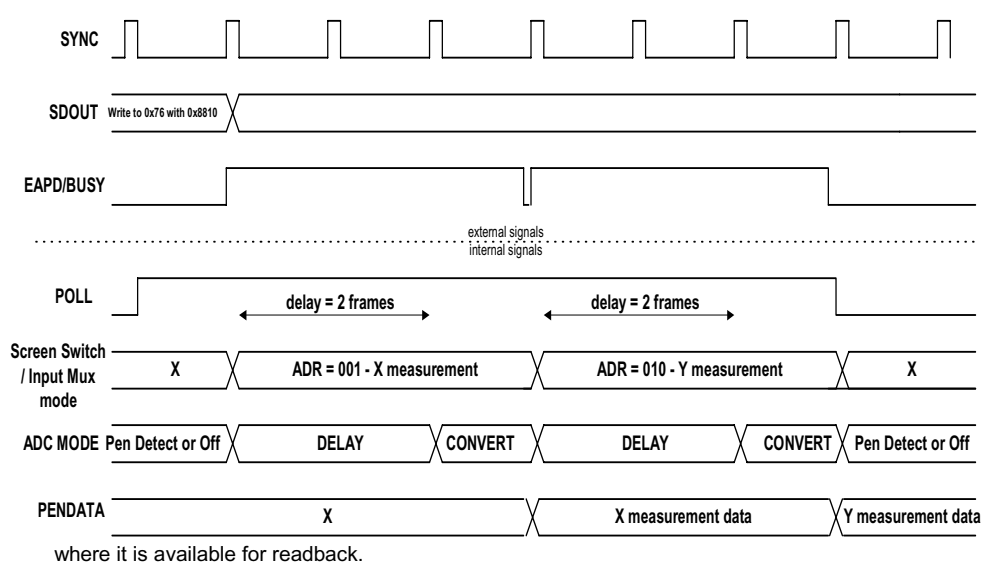 SYNC
SDOUT Write to 0x76 with 0x8810
EAPD/BUSY
external signals
internal signals
POLL
delay = 2 frames delay = 2 frames
Screen Switch
/ Input Mux
mode
X ADR = 001 - X measurement ADR = 010 - Y measurement X
ADC MODE Pen Detect or Off DELAY CONVERT DELAY CONVERT Pen Detect or Off
PENDATA X X measurement data Y measurement data
where it is available for readback.